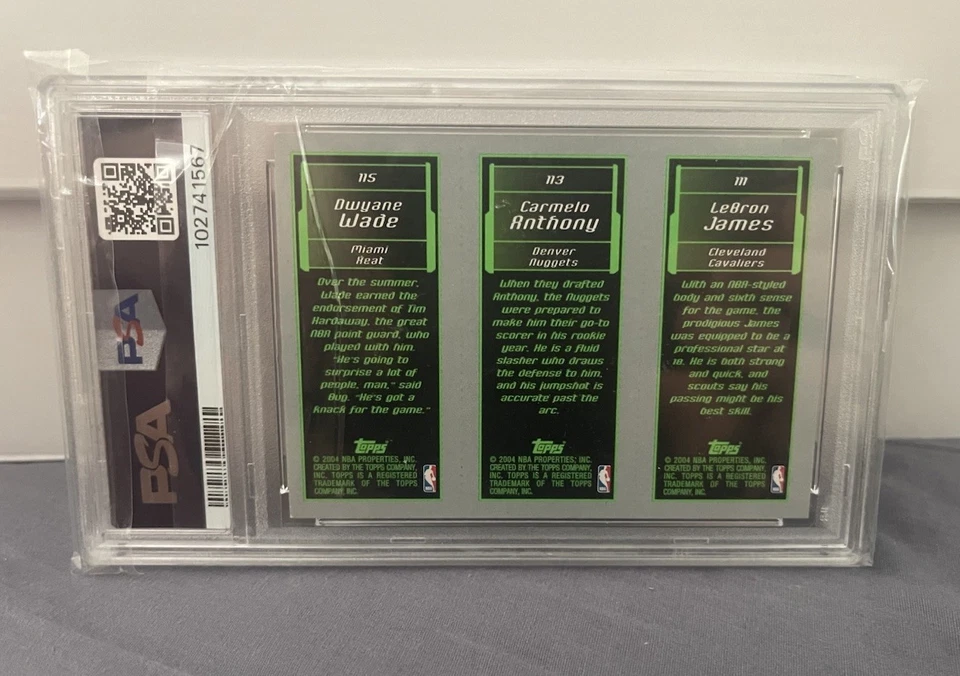 102741567
PSA
PSA
115
Dwyane
Wade
Miami
Heat
Over the summer,
Wade earned the
endorsement of Tim
Hardaway, the great
NBA point guard, who
played with him.
"He's going to
surprise a lot of
people, man," said
Bug. "He's got a
knack for the game."
Topps
© 2004 NBA PROPERTIES, INC.
CREATED BY THE TOPPS COMPANY,
INC. TOPPS IS A REGISTERED
TRADEMARK OF THE TOPPS
COMPANY, INC.
113
Carmelo
Anthony
Denver
Nuggets
When they drafted
Anthony, the Nuggets
were prepared to
make him their go-to
scorer in his rookie
year. He is a fluid
slasher who draws
the defense to him,
and his jumpshot is
accurate past the
arc.
Topps
© 2004 NBA PROPERTIES, INC.
CREATED BY THE TOPPS COMPANY,
INC. TOPPS IS A REGISTERED
TRADEMARK OF THE TOPPS
COMPANY, INC.
111
LeBron
James
Cleveland
Cavaliers
With an NBA-styled
body and sixth sense
for the game, the
prodigious James
was equipped to be a
professional star at
18. He is both strong
and quick, and
scouts say his
passing might be his
best skill.
Topps
© 2004 NBA PROPERTIES, INC.
CREATED BY THE TOPPS COMPANY,
INC. TOPPS IS A REGISTERED
TRADEMARK OF THE TOPPS
COMPANY, INC.